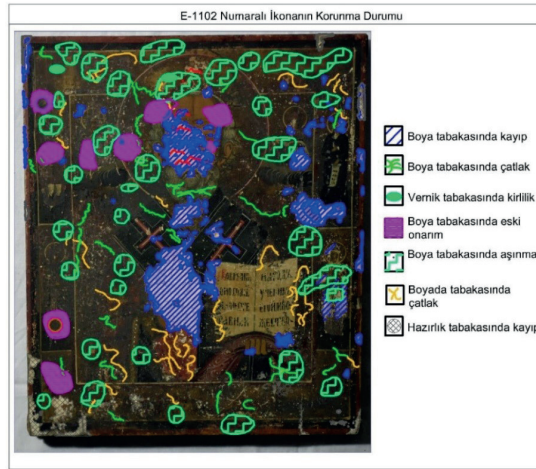 E-1102 Numaralı İkonanın Korunma Durumu
Boya tabakasında kayıp
Boya tabakasında çatlak
Vernik tabakasında kirlilik
Boya tabakasında eski
onarım
Boya tabakasında aşınma
Boyada tabakasında
çatlak
Hazırlık tabakasında kayıp